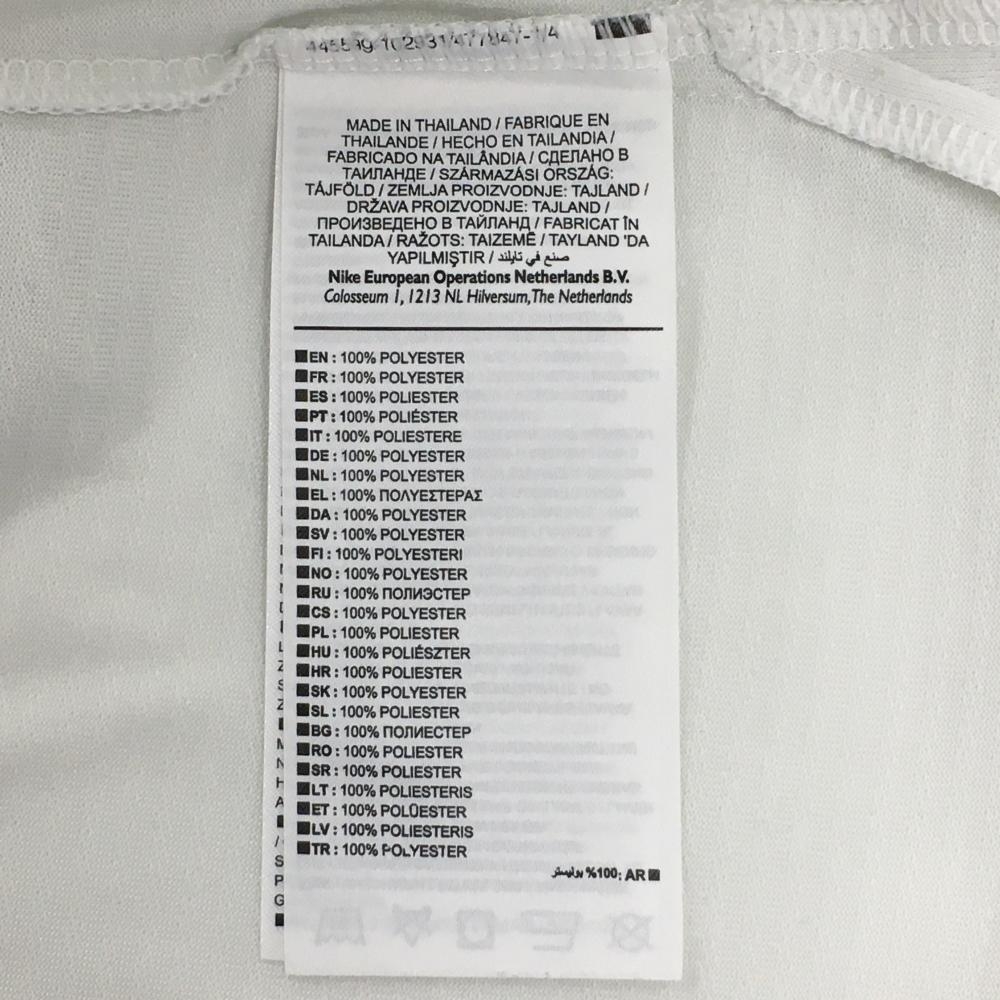 MADE IN THAILAND / FABRIQUE EN
THAILANDE / HECHO EN TAILANDIA /
FABRICADO NA TAILÂNDIA / СДЕЛАНО В
ТАИЛАНДЕ / SZÁRMAZÁSI ORSZÁG:
TÁJFÖLD / ZEMLJA PROIZVODNJE: TAJLAND /
DRŽAVA PROIZVODNJE: TAJLAND /
ПРОИЗВЕДЕНО В ТАЙЛАНД / FABRICAT ÎN
TAILANDA / RAŽOTS: TAIZEMĒ / TAYLAND 'DA
YAPILMIŞTIR / صنع في تايلند
Nike European Operations Netherlands B.V.
Colosseum 1, 1213 NL Hilversum, The Netherlands
EN : 100% POLYESTER
FR : 100% POLYESTER
ES : 100% POLIESTER
PT : 100% POLIÉSTER
IT : 100% POLIESTERE
DE : 100% POLYESTER
NL : 100% POLYESTER
EL : 100% ΠΟΛΥΕΣΤΕΡΑΣ
DA : 100% POLYESTER
SV : 100% POLYESTER
FI : 100% POLYESTERI
NO : 100% POLYESTER
RU : 100% ПОЛИЭСТЕР
CS : 100% POLYESTER
PL : 100% POLIESTER
HU : 100% POLIÉSZTER
HR : 100% POLIESTER
SK : 100% POLYESTER
SL : 100% POLIESTER
BG : 100% ПОЛИЕСТЕР
RO : 100% POLIESTER
SR : 100% POLIESTER
LT : 100% POLIESTERIS
ET : 100% POLÜESTER
LV : 100% POLIESTERIS
TR : 100% POLYESTER
AR :100% بوليستر